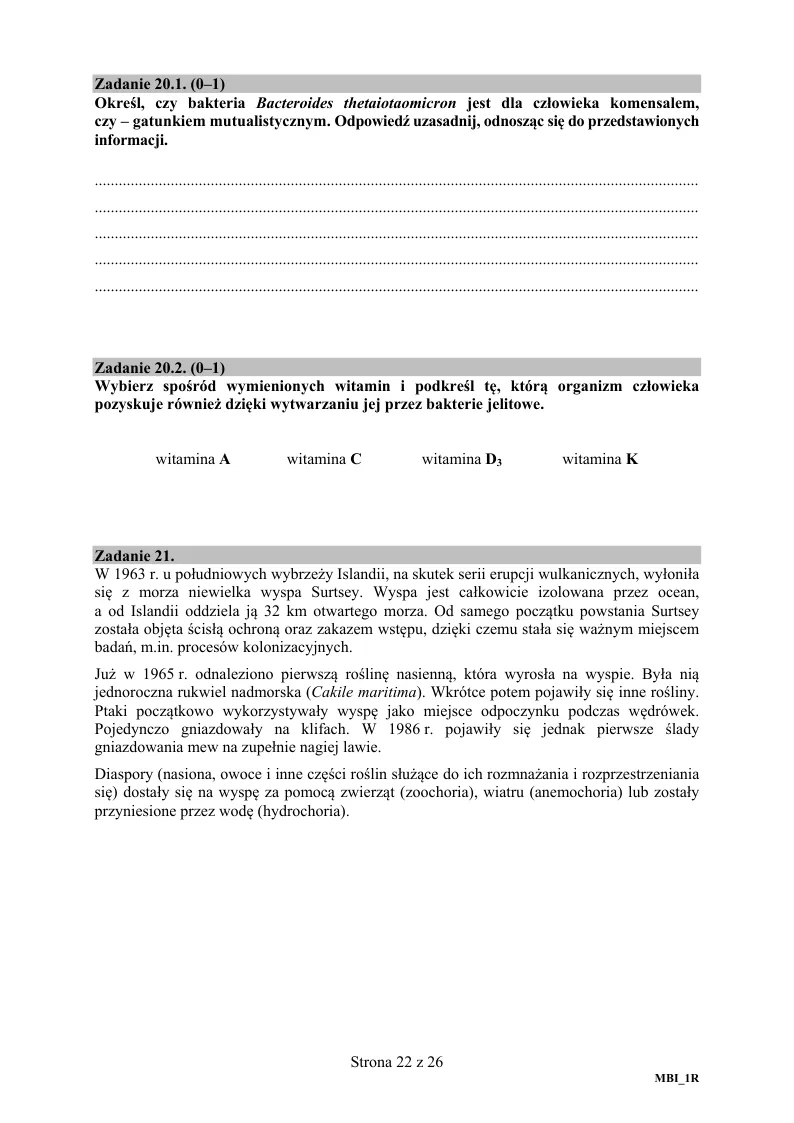 Zadanie 20.1. (0–1)
Określ, czy bakteria Bacteroides thetaiotaomicron jest dla człowieka komensalem,
czy – gatunkiem mutualistycznym. Odpowiedź uzasadnij, odnosząc się do przedstawionych
informacji.
Zadanie 20.2. (0–1)
Wybierz spośród wymienionych witamin i podkreśl tę, którą organizm człowieka
pozyskuje również dzięki wytwarzaniu jej przez bakterie jelitowe.
witamina A witamina C witamina D₃ witamina K
Zadanie 21.
W 1963 r. u południowych wybrzeży Islandii, na skutek serii erupcji wulkanicznych, wyłoniła
się z morza niewielka wyspa Surtsey. Wyspa jest całkowicie izolowana przez ocean,
a od Islandii oddziela ją 32 km otwartego morza. Od samego początku powstania Surtsey
została objęta ścisłą ochroną oraz zakazem wstępu, dzięki czemu stała się ważnym miejscem
badań, m.in. procesów kolonizacyjnych.
Już w 1965 r. odnaleziono pierwszą roślinę nasienną, która wyrosła na wyspie. Była nią
jednoroczna rukwiel nadmorska (Cakile maritima). Wkrótce potem pojawiły się inne rośliny.
Ptaki początkowo wykorzystywały wyspę jako miejsce odpoczynku podczas wędrówek.
Pojedynczo gniazdowały na klifach. W 1986 r. pojawiły się jednak pierwsze ślady
gniazdowania mew na zupełnie nagiej lawie.
Diaspory (nasiona, owoce i inne części roślin służące do ich rozmnażania i rozprzestrzeniania
się) dostały się na wyspę za pomocą zwierząt (zoochoria), wiatru (anemochoria) lub zostały
przyniesione przez wodę (hydrochoria).
Strona 22 z 26
MBI_1R